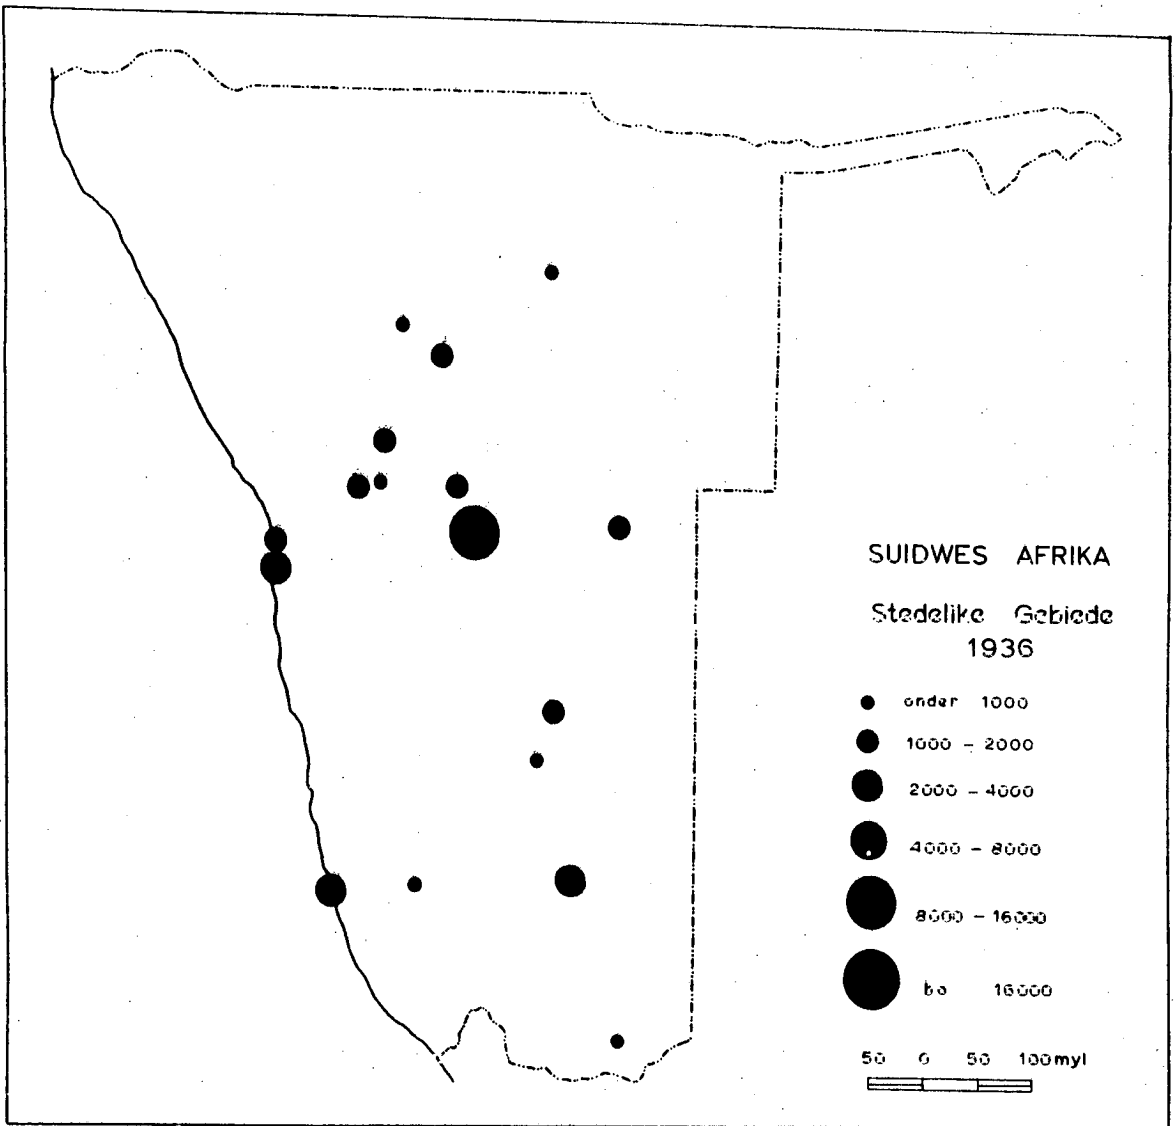 SUIDWES AFRIKA
Stedelike Gebiede
1936
onder 1000
1000 - 2000
2000 - 4000
4000 - 8000
8000 - 16000
bo 16000
50 0 50 100myl